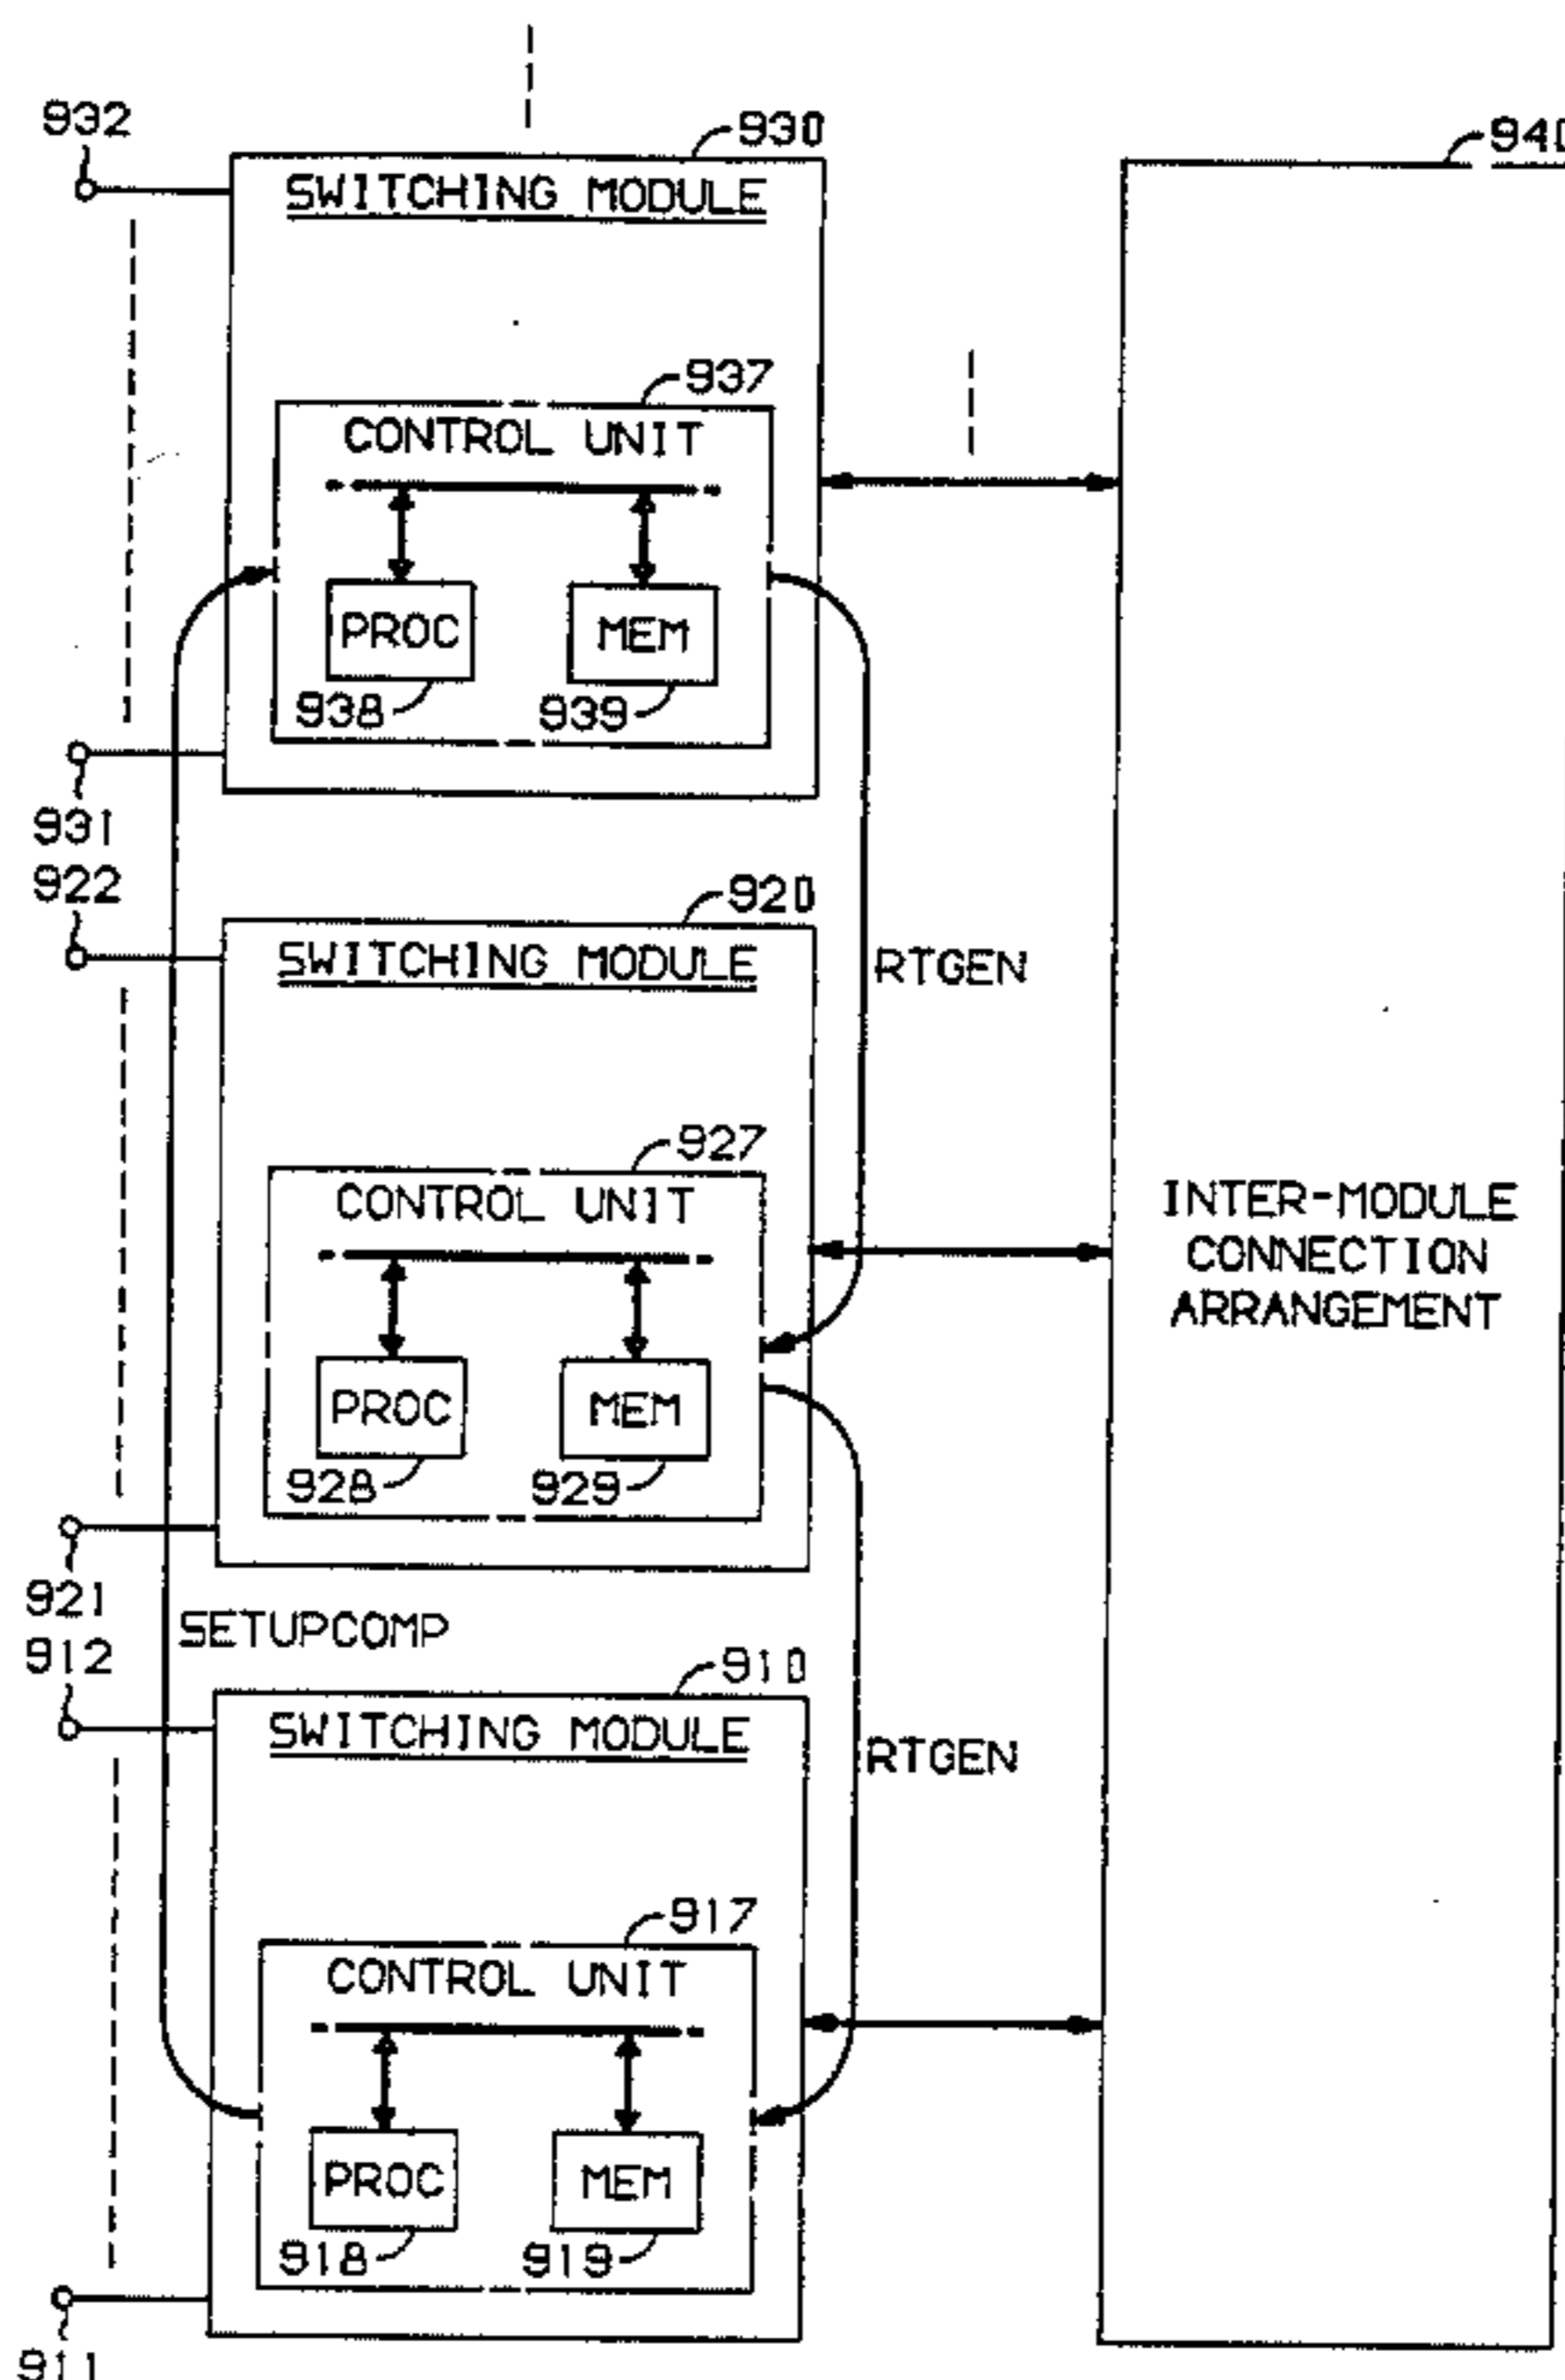 932
930
940
SWITCHING MODULE
937
CONTROL UNIT
PROC
MEM
938
939
931
922
920
SWITCHING MODULE
RTGEN
927
CONTROL UNIT
INTER-MODULE
CONNECTION
ARRANGEMENT
PROC
MEM
928
929
921
SETUPCOMP
912
910
SWITCHING MODULE
RTGEN
917
CONTROL UNIT
PROC
MEM
918
919
911